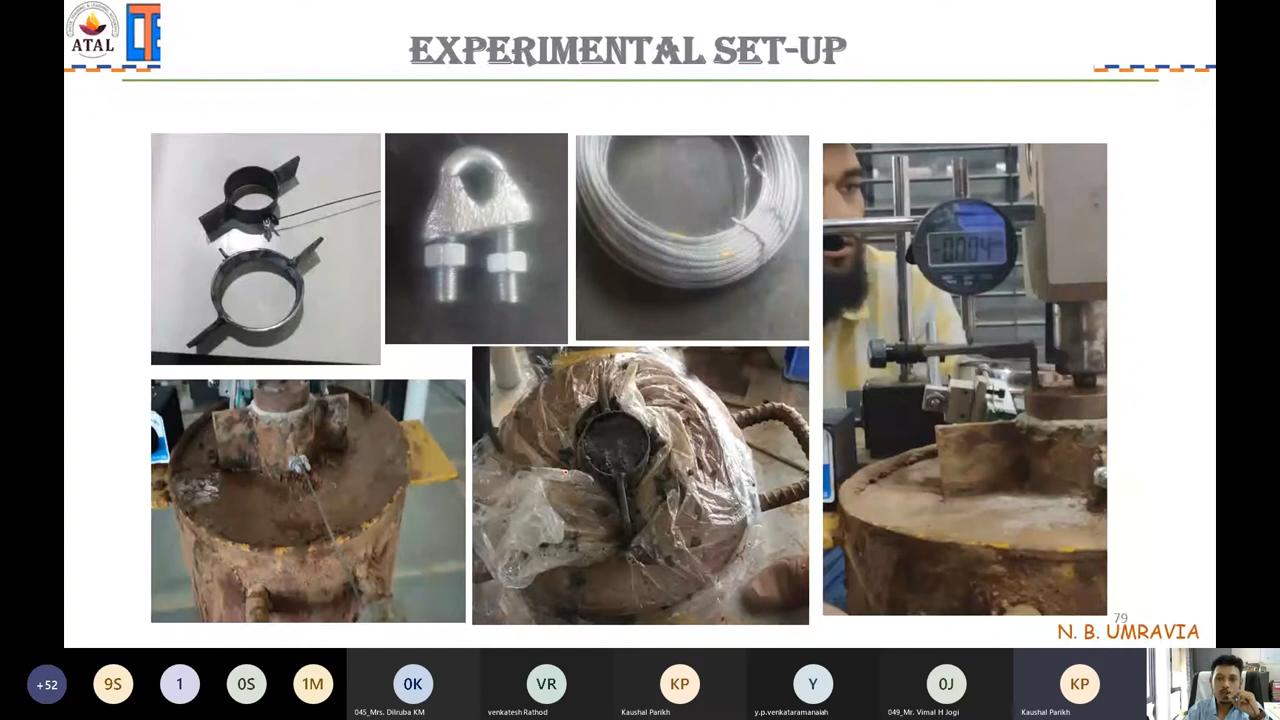 ATAL
EXPERIMENTAL SET-UP
-0.004
79
N. B. UMRAVIA
+52
9S
1
0S
1M
0K
VR
KP
Y
0J
KP
045_Mrs. Dilruba KM
venkatesh Rathod
Kaushal Parikh
y.p.venkataramanaiah
049_Mr. Vimal H Jogi
Kaushal Parikh